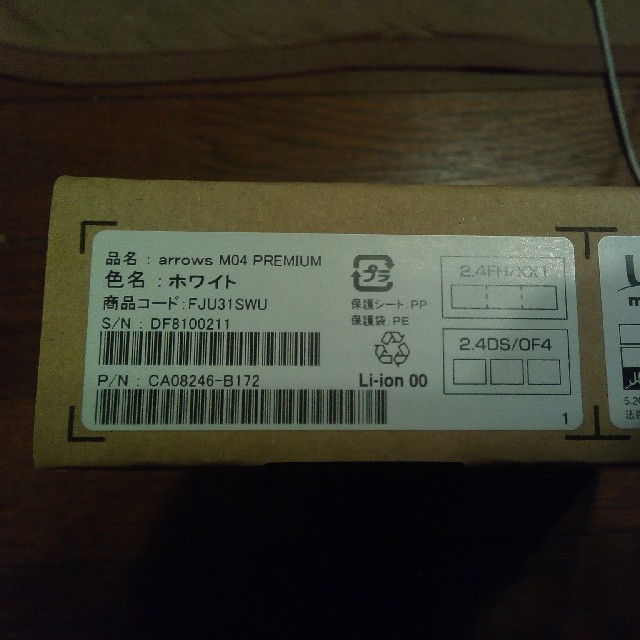 品名 : arrows M04 PREMIUM
色名 : ホワイト
商品コード:FJU31SWU
S/N : DF8100211
P/N : CA08246-B172
プラ
保護シート:PP
保護袋:PE
Li-ion 00
2.4FH/XX1
2.4DS/OF4
1